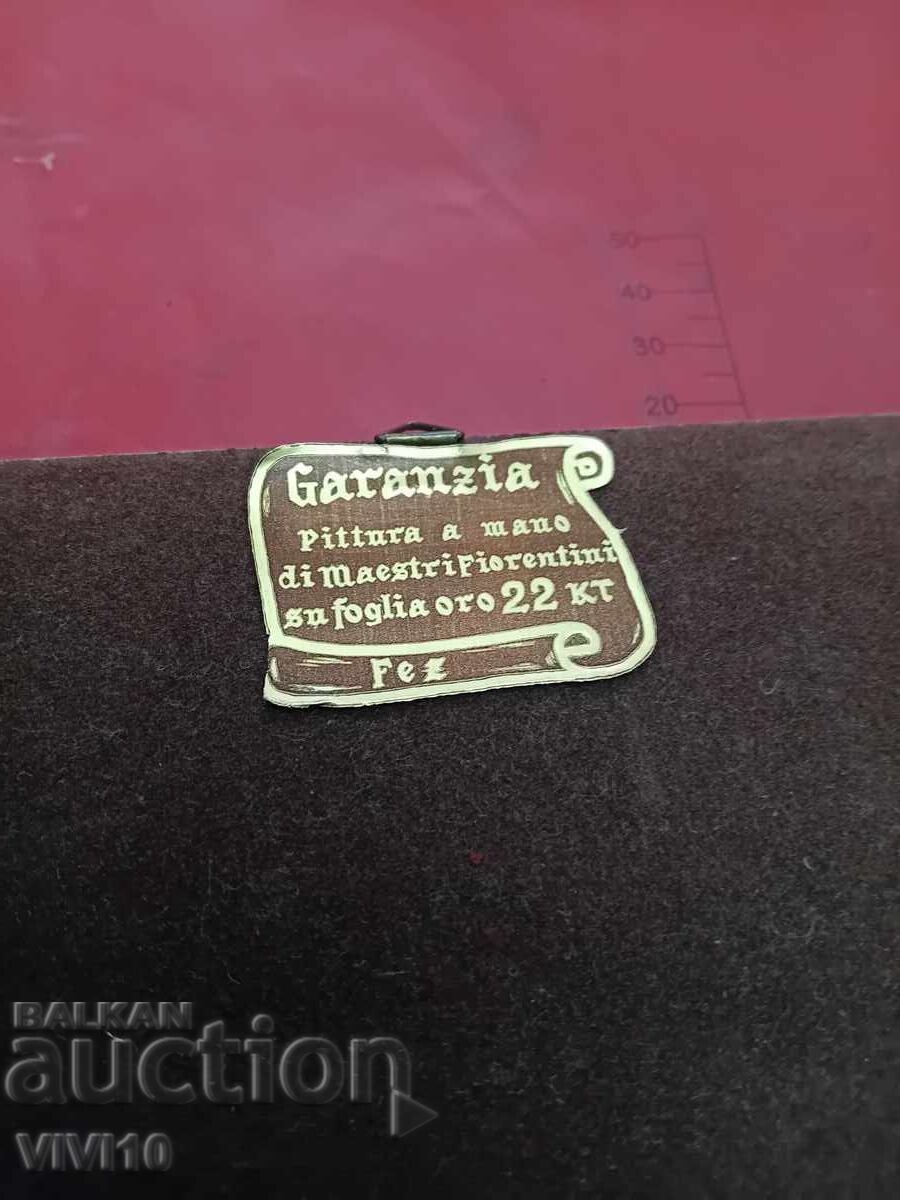 50
40
30
20
Garanzia
Pittura a mano
di Maestri Fiorentini
su foglia oro 22 KT
Fez
BALKAN
auction
VIVI10